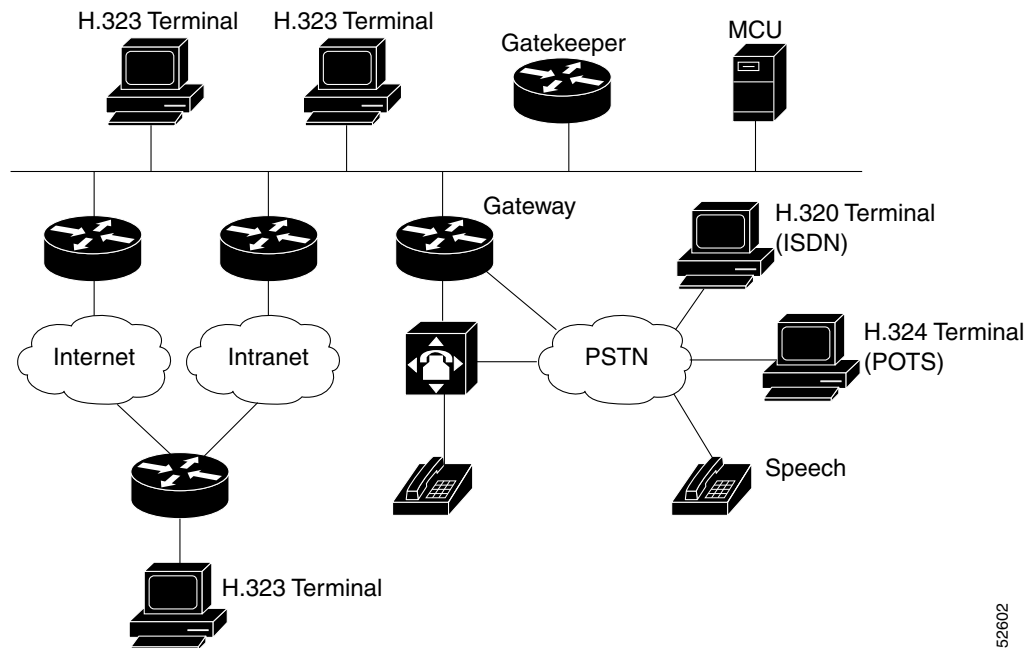 H.323 Terminal
H.323 Terminal
Gatekeeper
MCU
Gateway
H.320 Terminal
(ISDN)
Internet
Intranet
PSTN
H.324 Terminal
(POTS)
Speech
H.323 Terminal
52602